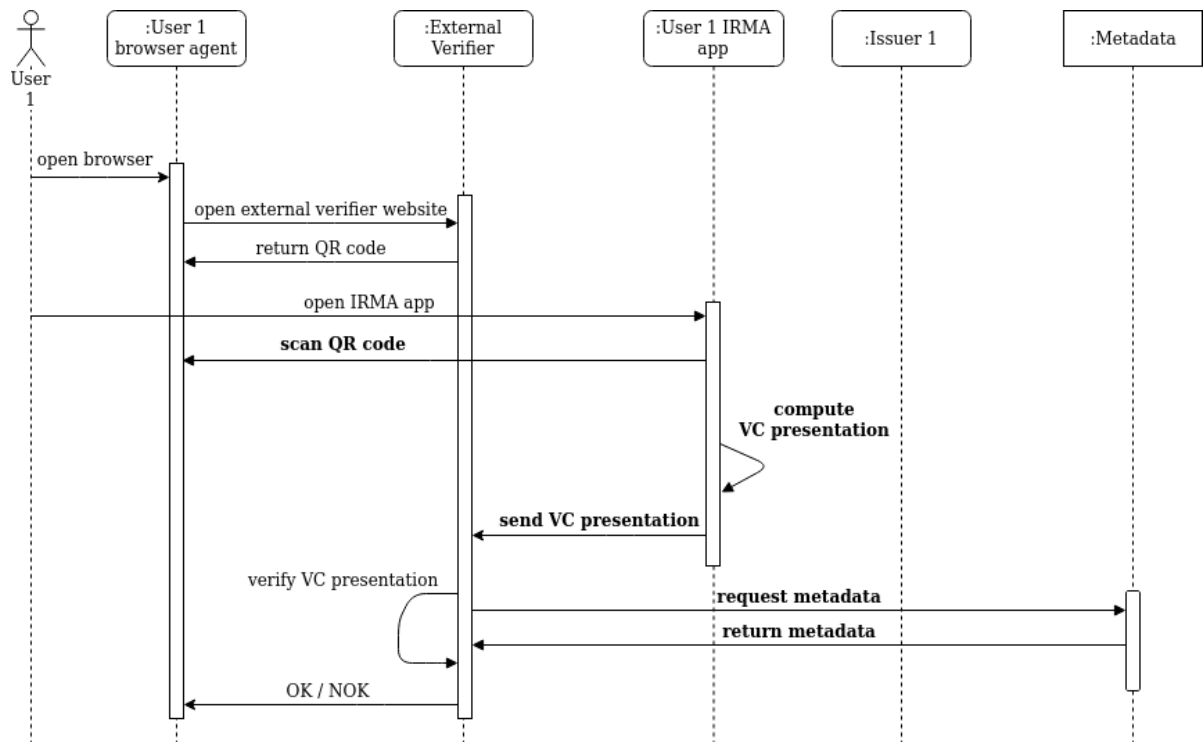 User
1
:User 1
browser agent
:External
Verifier
:User 1 IRMA
app
:Issuer 1
:Metadata
open browser
open external verifier website
return QR code
open IRMA app
scan QR code
compute
VC presentation
send VC presentation
verify VC presentation
request metadata
return metadata
OK / NOK